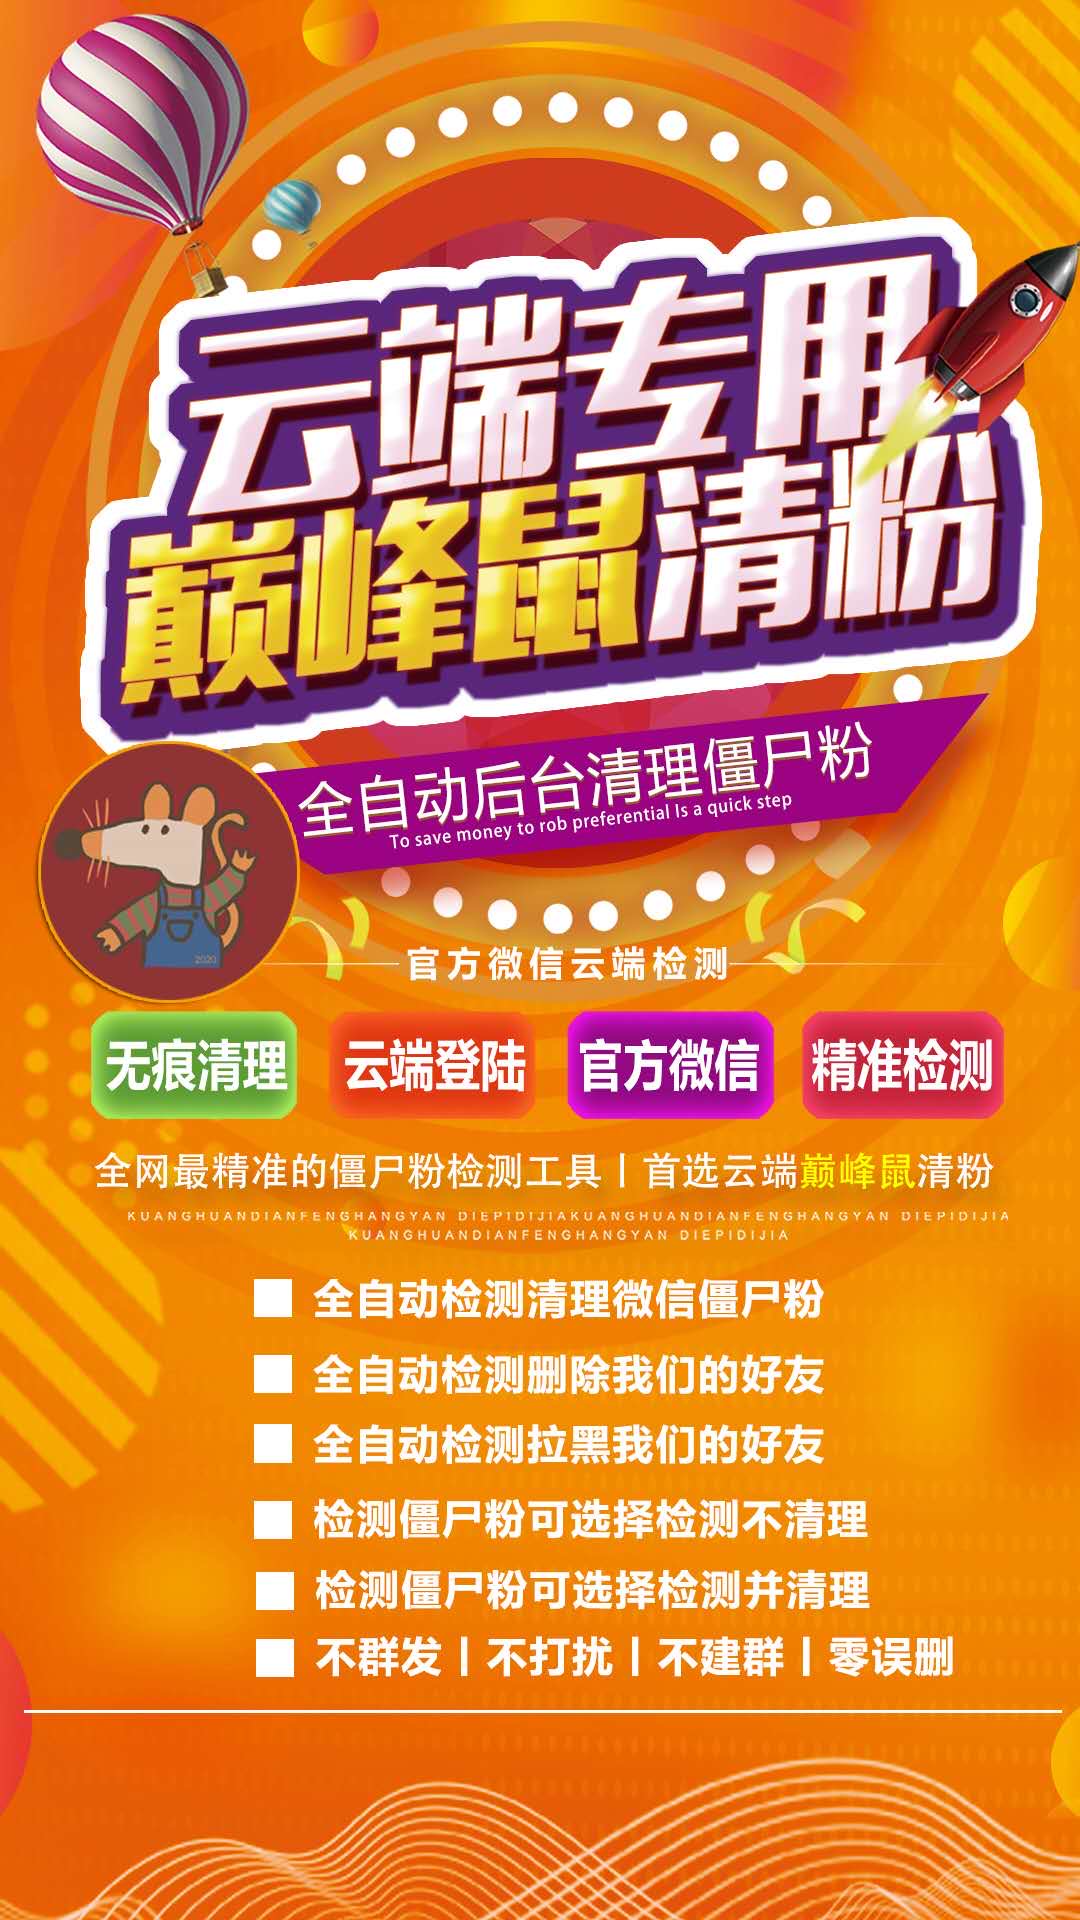 云端专用
巅峰鼠清粉
全自动后台清理僵尸粉
To save money to rob preferential Is a quick step
2020
官方微信云端检测
无痕清理 云端登陆 官方微信 精准检测
全网最精准的僵尸粉检测工具丨首选云端巅峰鼠清粉
KUANGHUANDIANFENGHANGYAN DIEPIDIJIAKUANGHUANDIANFENGHANGYAN DIEPIDIJIA
KUANGHUANDIANFENGHANGYAN DIEPIDIJIA
全自动检测清理微信僵尸粉
全自动检测删除我们的好友
全自动检测拉黑我们的好友
检测僵尸粉可选择检测不清理
检测僵尸粉可选择检测并清理
不群发丨不打扰丨不建群丨零误删